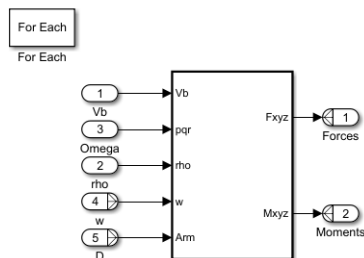 For Each
For Each
1
Vb
Vb
3
pqr
Omega
2
rho
rho
4
w
w
5
Arm
D
Fxyz
1
Forces
Mxyz
2
Moments